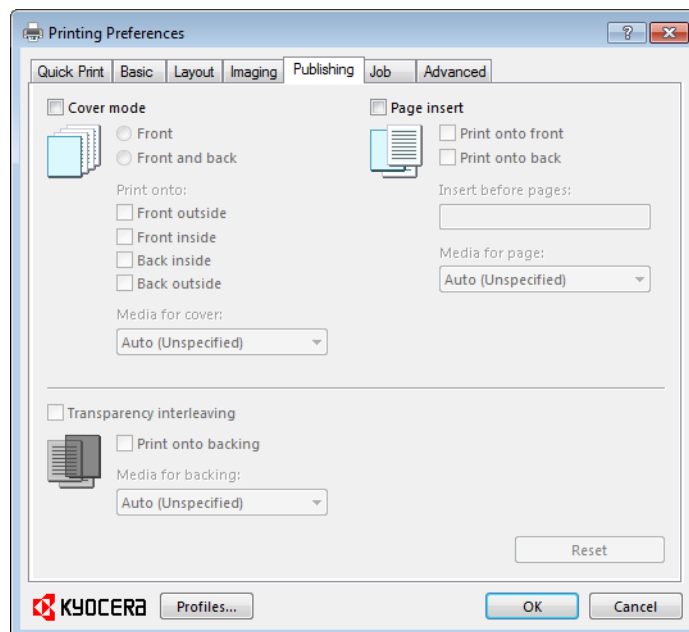 Printing Preferences
Quick Print Basic Layout Imaging Publishing Job Advanced
Cover mode
Front
Front and back
Print onto:
Front outside
Front inside
Back inside
Back outside
Media for cover:
Auto (Unspecified)
Page insert
Print onto front
Print onto back
Insert before pages:
Media for page:
Auto (Unspecified)
Transparency interleaving
Print onto backing
Media for backing:
Auto (Unspecified)
Reset
KYOCERA Profiles... OK Cancel